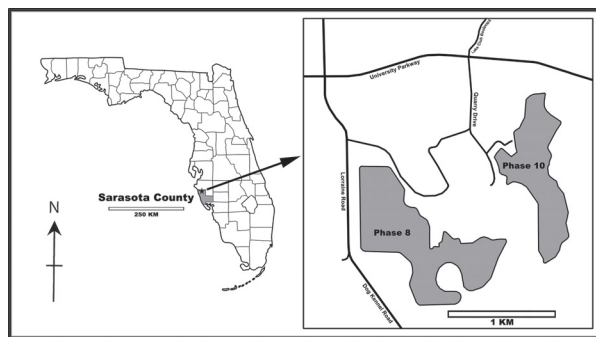 University Parkway
Quarry Drive
Phase 10
Lorraine Road
Sarasota County
250 KM
N
Phase 8
Dog Kennel Road
1 KM